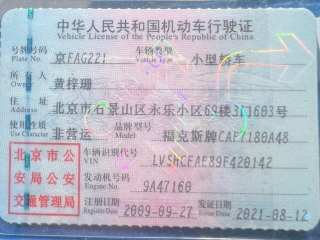 中华人民共和国机动车行驶证
Vehicle License of the People's Republic of China
号牌号码 京FAG221 车辆类型 小型轿车
Plate No. Vehicle Type
所有人 黄梓珊
Owner
住址 北京市石景山区永乐小区69楼3门603号
Address
使用性质 非营运 品牌型号 福克斯牌CAF7180A48
Use Character Model
北京市公
安局公安
交通管理局
车辆识别代号 LVSHCFAE89F420142
VIN
发动机号码 9A47160
Engine No.
注册日期 2009-09-27 发证日期 2021-08-12
Register Date Issue Date